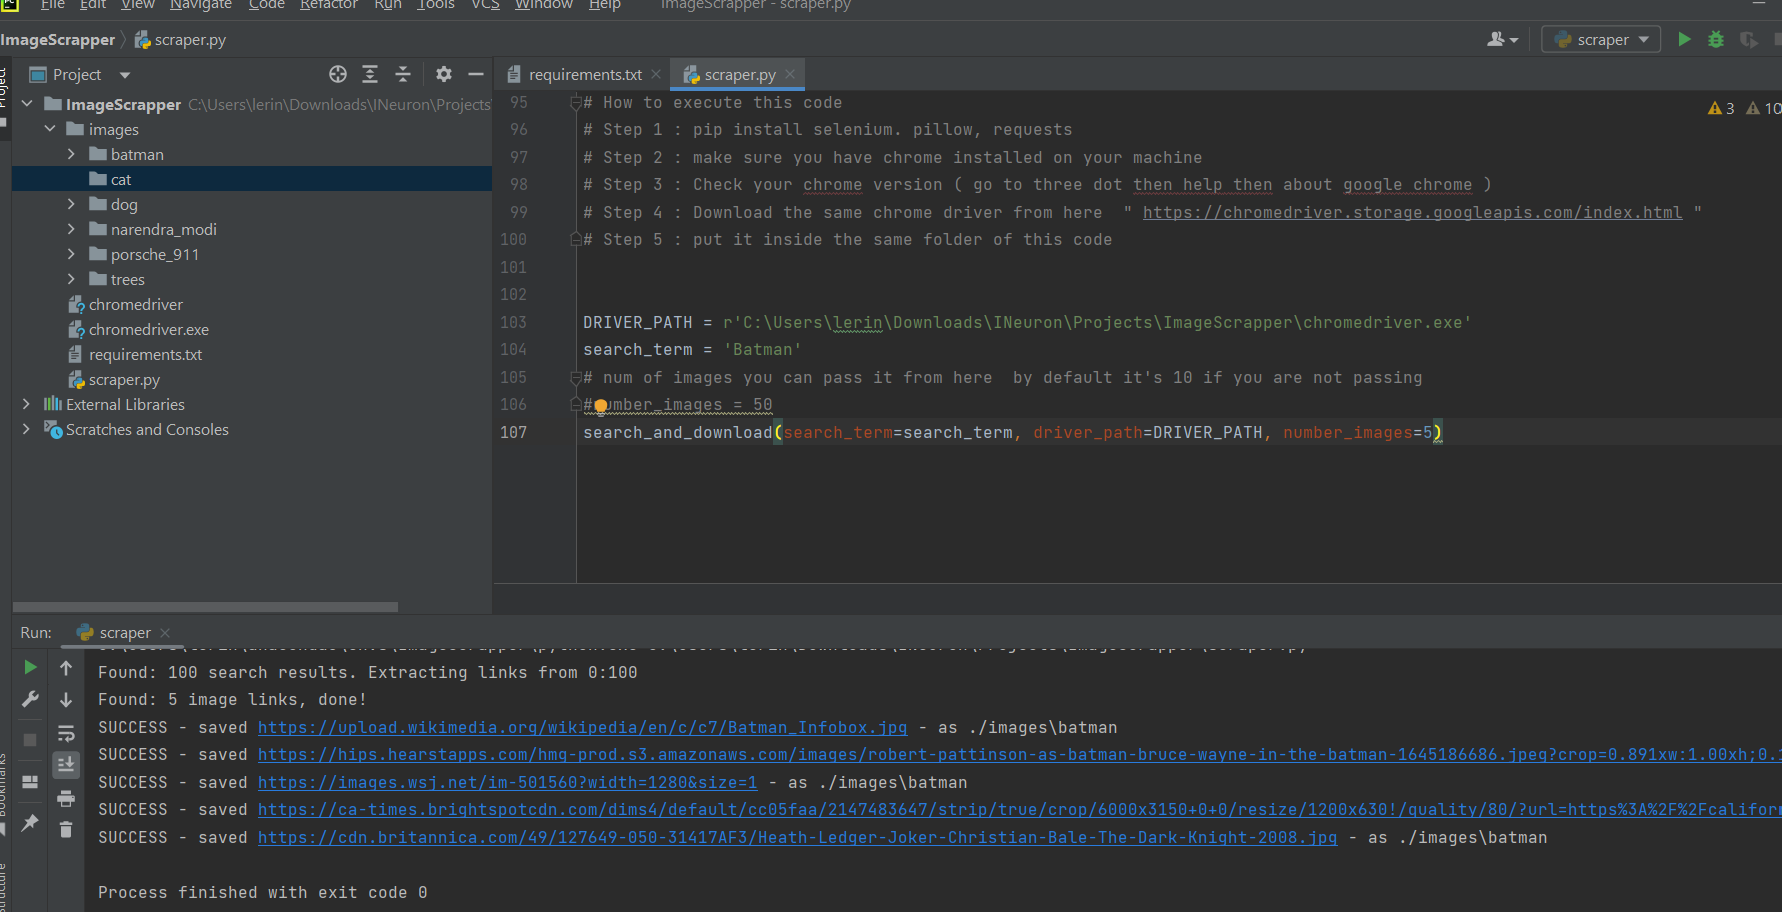 File Edit View Navigate Code Refactor Run Tools VCS Window Help ImageScrapper - scraper.py
ImageScrapper scraper.py scraper
Project
Project
requirements.txt scraper.py
ImageScrapper C:\Users\lerin\Downloads\INeuron\Projects
images
batman
cat
dog
narendra_modi
porsche_911
trees
chromedriver
chromedriver.exe
requirements.txt
scraper.py
External Libraries
Scratches and Consoles
3 10
95 # How to execute this code
96 # Step 1 : pip install selenium. pillow, requests
97 # Step 2 : make sure you have chrome installed on your machine
98 # Step 3 : Check your chrome version ( go to three dot then help then about google chrome )
99 # Step 4 : Download the same chrome driver from here  " https://chromedriver.storage.googleapis.com/index.html "
100 # Step 5 : put it inside the same folder of this code
101
102
103 DRIVER_PATH = r'C:\Users\lerin\Downloads\INeuron\Projects\ImageScrapper\chromedriver.exe'
104 search_term = 'Batman'
105 # num of images you can pass it from here  by default it's 10 if you are not passing
106 #number_images = 50
107 search_and_download(search_term=search_term, driver_path=DRIVER_PATH, number_images=5)
Run: scraper
Found: 100 search results. Extracting links from 0:100
Found: 5 image links, done!
SUCCESS - saved https://upload.wikimedia.org/wikipedia/en/c/c7/Batman_Infobox.jpg - as ./images\batman
SUCCESS - saved https://hips.hearstapps.com/hmg-prod.s3.amazonaws.com/images/robert-pattinson-as-batman-bruce-wayne-in-the-batman-1645186686.jpeg?crop=0.891xw:1.00xh;0.1
SUCCESS - saved https://images.wsj.net/im-501560?width=1280&size=1 - as ./images\batman
SUCCESS - saved https://ca-times.brightspotcdn.com/dims4/default/cc05faa/2147483647/strip/true/crop/6000x3150+0+0/resize/1200x630!/quality/80/?url=https%3A%2F%2Fcaliforn
SUCCESS - saved https://cdn.britannica.com/49/127649-050-31417AF3/Heath-Ledger-Joker-Christian-Bale-The-Dark-Knight-2008.jpg - as ./images\batman
Process finished with exit code 0
Bookmarks
Structure